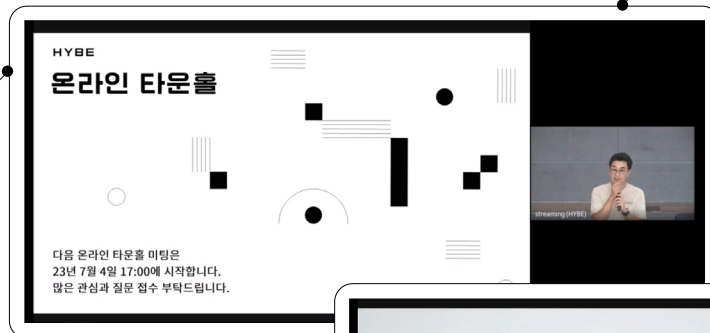 HYBE
온라인 타운홀
다음 온라인 타운홀 미팅은
23년 7월 4일 17:00에 시작합니다.
많은 관심과 질문 접수 부탁드립니다.
streaming (HYBE)